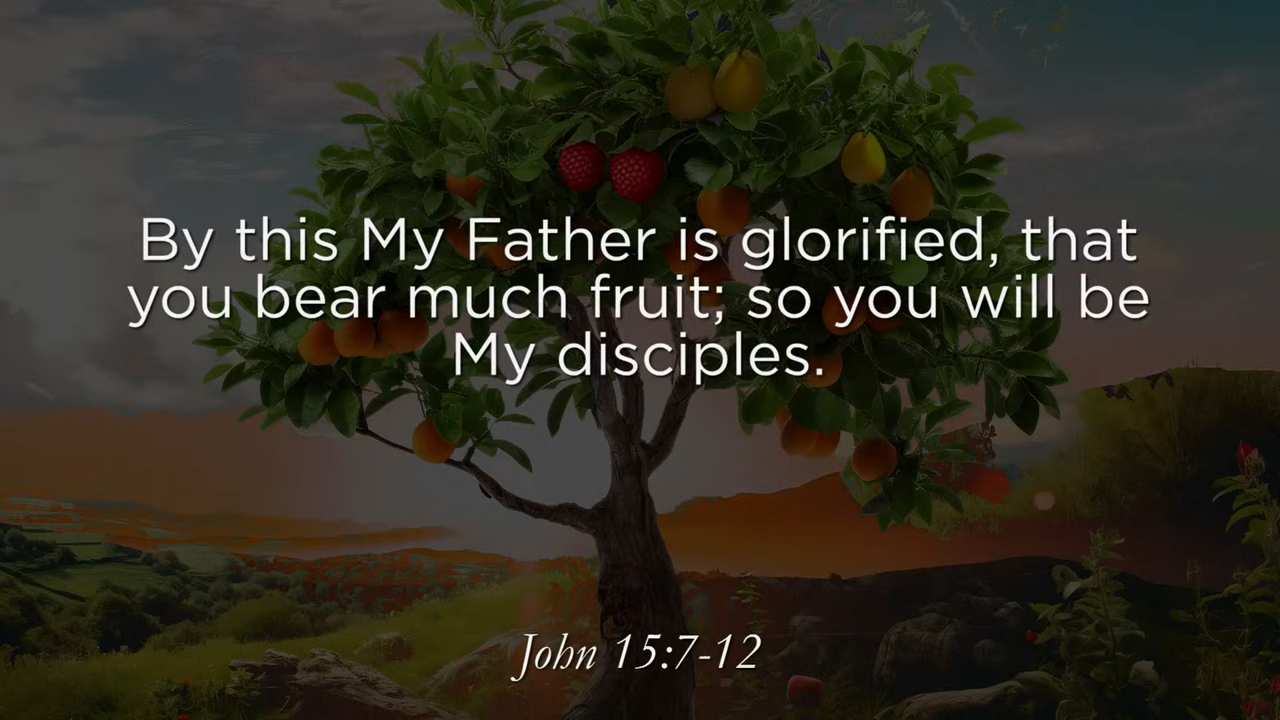 By this My Father is glorified, that
you bear much fruit; so you will be
My disciples.
John 15:7-12